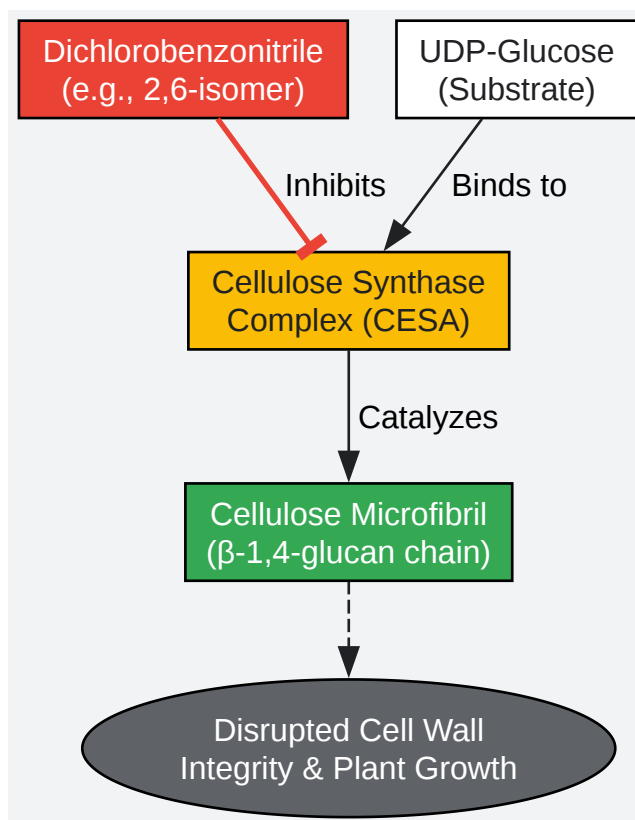 Dichlorobenzonitrile
(e.g., 2,6-isomer)
UDP-Glucose
(Substrate)
Inhibits
Binds to
Cellulose Synthase
Complex (CESA)
Catalyzes
Cellulose Microfibril
(β-1,4-glucan chain)
Disrupted Cell Wall
Integrity & Plant Growth